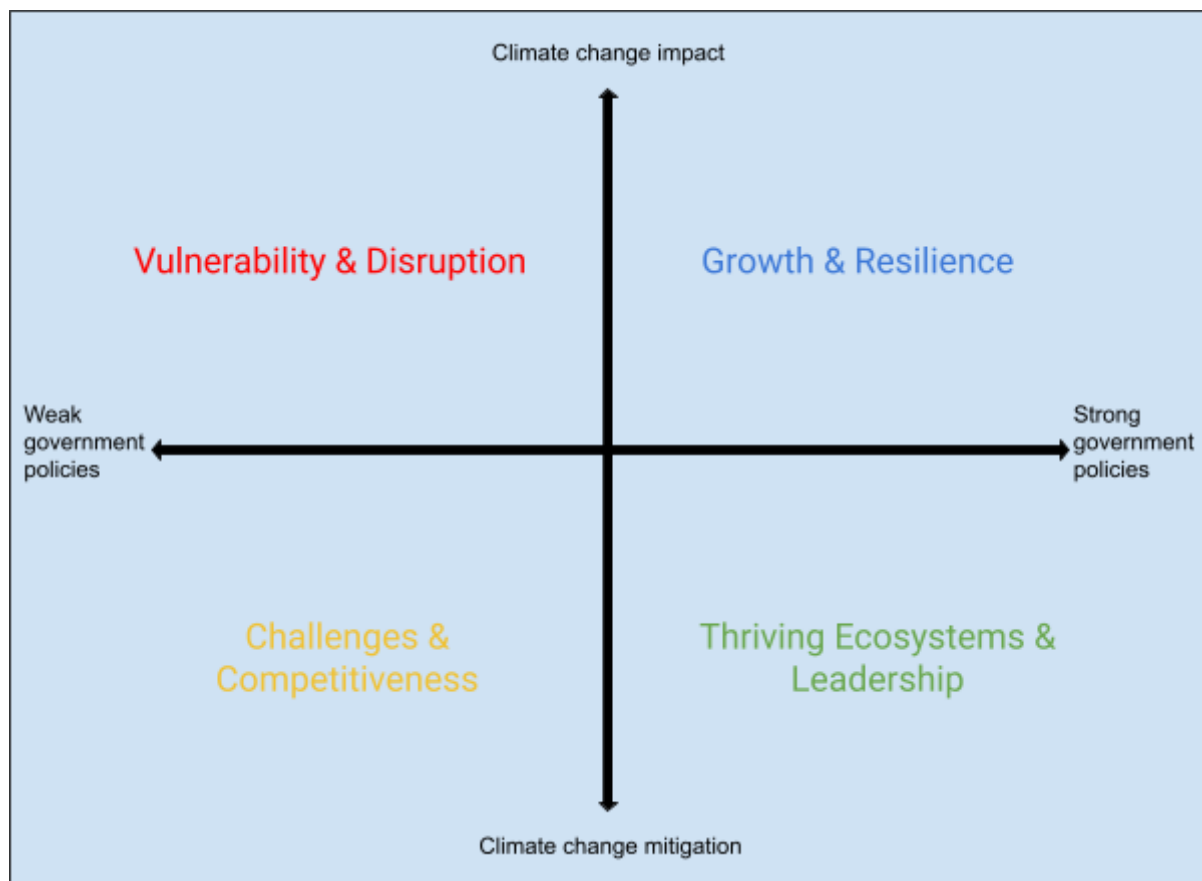 Climate change impact
Vulnerability & Disruption
Growth & Resilience
Weak
government
policies
Strong
government
policies
Challenges &
Competitiveness
Thriving Ecosystems &
Leadership
Climate change mitigation